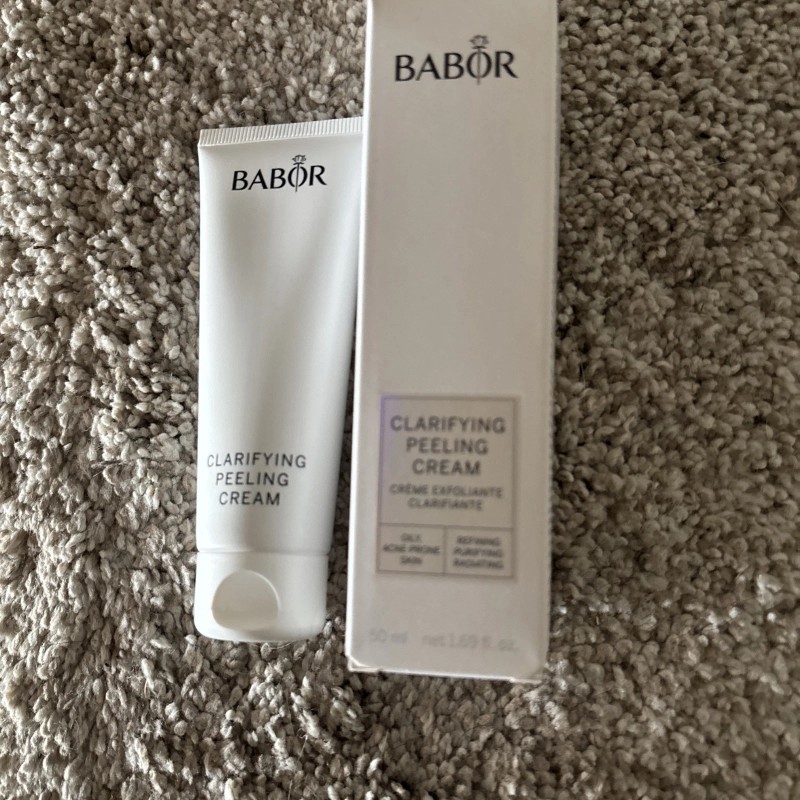 BABOR
CLARIFYING
PEELING
CREAM
BABOR
CLARIFYING
PEELING
CREAM
CRÈME EXFOLIANTE
CLARIFIANTE
OILY,
ACNE-PRONE
SKIN
REFINING
PURIFYING
RADIATING
50 ml net 1.69 fl. oz.